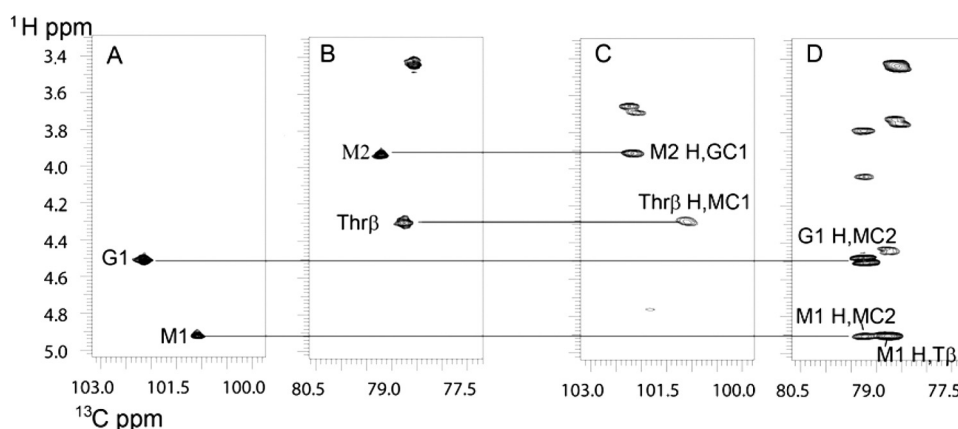 ¹H ppm
A
B
C
D
3.4
3.6
3.8
4.0
4.2
4.4
4.6
4.8
5.0
G1
M1
M2
Thrβ
M2 H,GC1
Thrβ H,MC1
G1 H,MC2
M1 H,MC2
M1 H,Tβ
103.0 101.5 100.0
80.5 79.0 77.5
103.0 101.5 100.0
80.5 79.0 77.5
¹³C ppm